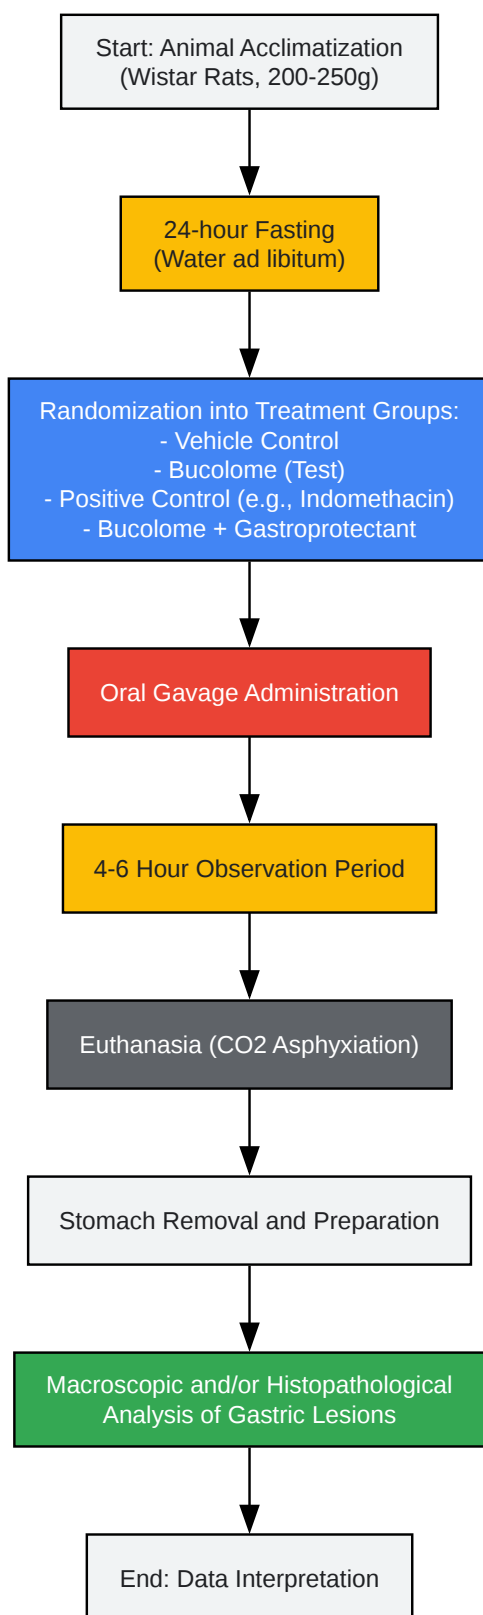 Start: Animal Acclimatization
(Wistar Rats, 200-250g)
24-hour Fasting
(Water ad libitum)
Randomization into Treatment Groups:
- Vehicle Control
- Bucolome (Test)
- Positive Control (e.g., Indomethacin)
- Bucolome + Gastroprotectant
Oral Gavage Administration
4-6 Hour Observation Period
Euthanasia (CO2 Asphyxiation)
Stomach Removal and Preparation
Macroscopic and/or Histopathological
Analysis of Gastric Lesions
End: Data Interpretation